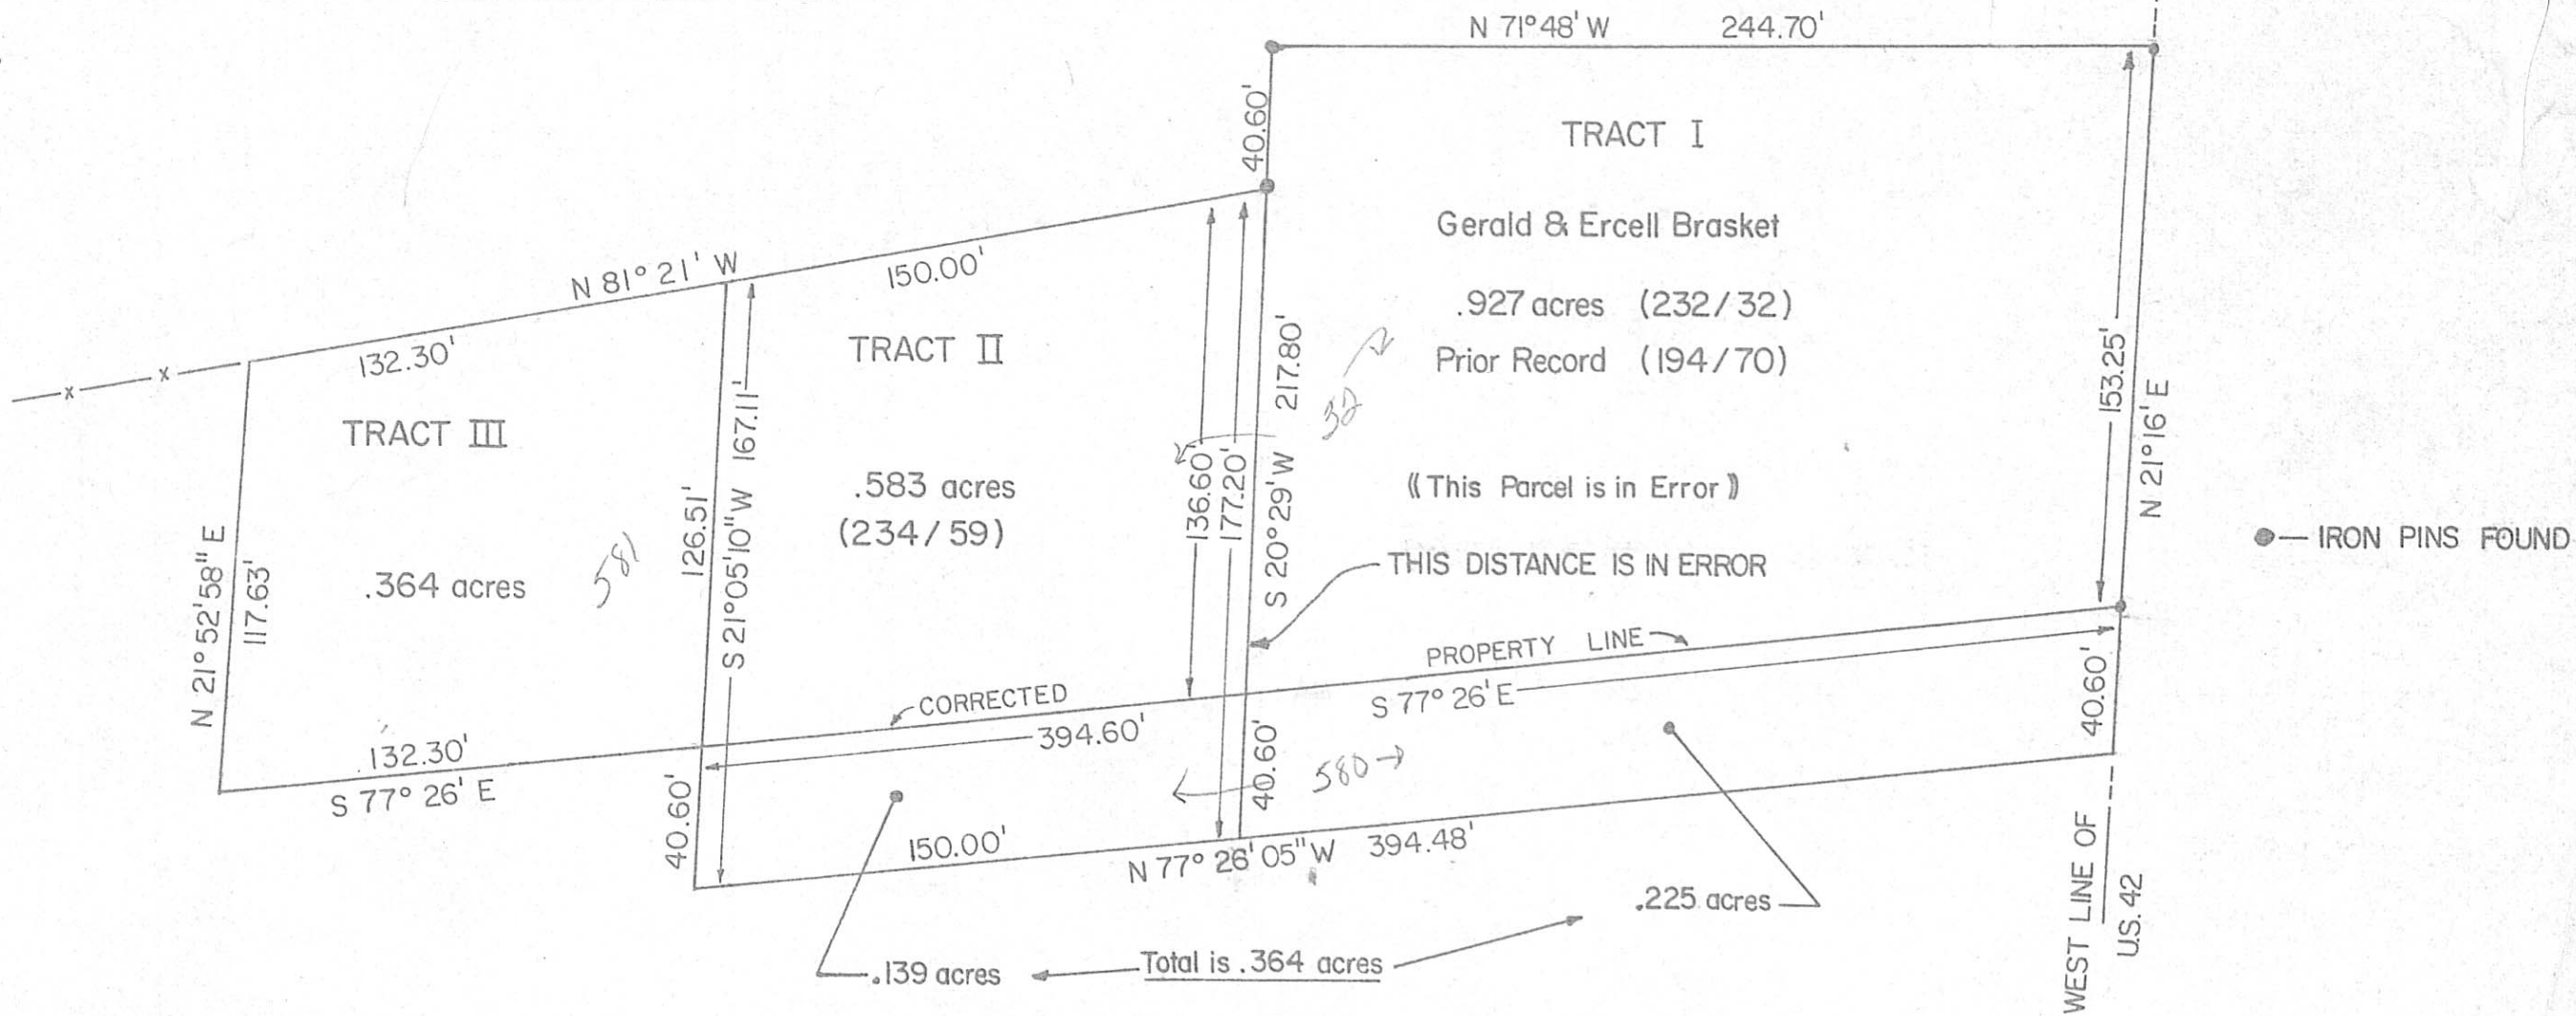 N 71°48' W 244.70'
40.60'
TRACT I
Gerald & Ercell Brasket
.927 acres (232/32)
Prior Record (194/70)
((This Parcel is in Error))
THIS DISTANCE IS IN ERROR
153.25'
N 21°16' E
217.80'
S 20°29' W
32
136.60'
177.20'
N 81° 21' W
150.00'
132.30'
TRACT II
.583 acres
(234/59)
126.51'
S 21°05'10" W 167.11'
TRACT III
.364 acres
581
N 21°52'58" E
117.63'
● — IRON PINS FOUND
PROPERTY LINE
S 77° 26' E
CORRECTED
394.60'
132.30'
S 77° 26' E
40.60'
40.60'
580
40.60'
150.00'
N 77° 26' 05" W 394.48'
.225 acres
.139 acres
Total is .364 acres
WEST LINE OF
U.S. 42